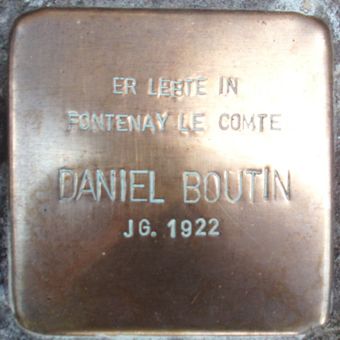 ER LEBTE IN
FONTENAY LE COMTE
DANIEL BOUTIN
JG. 1922